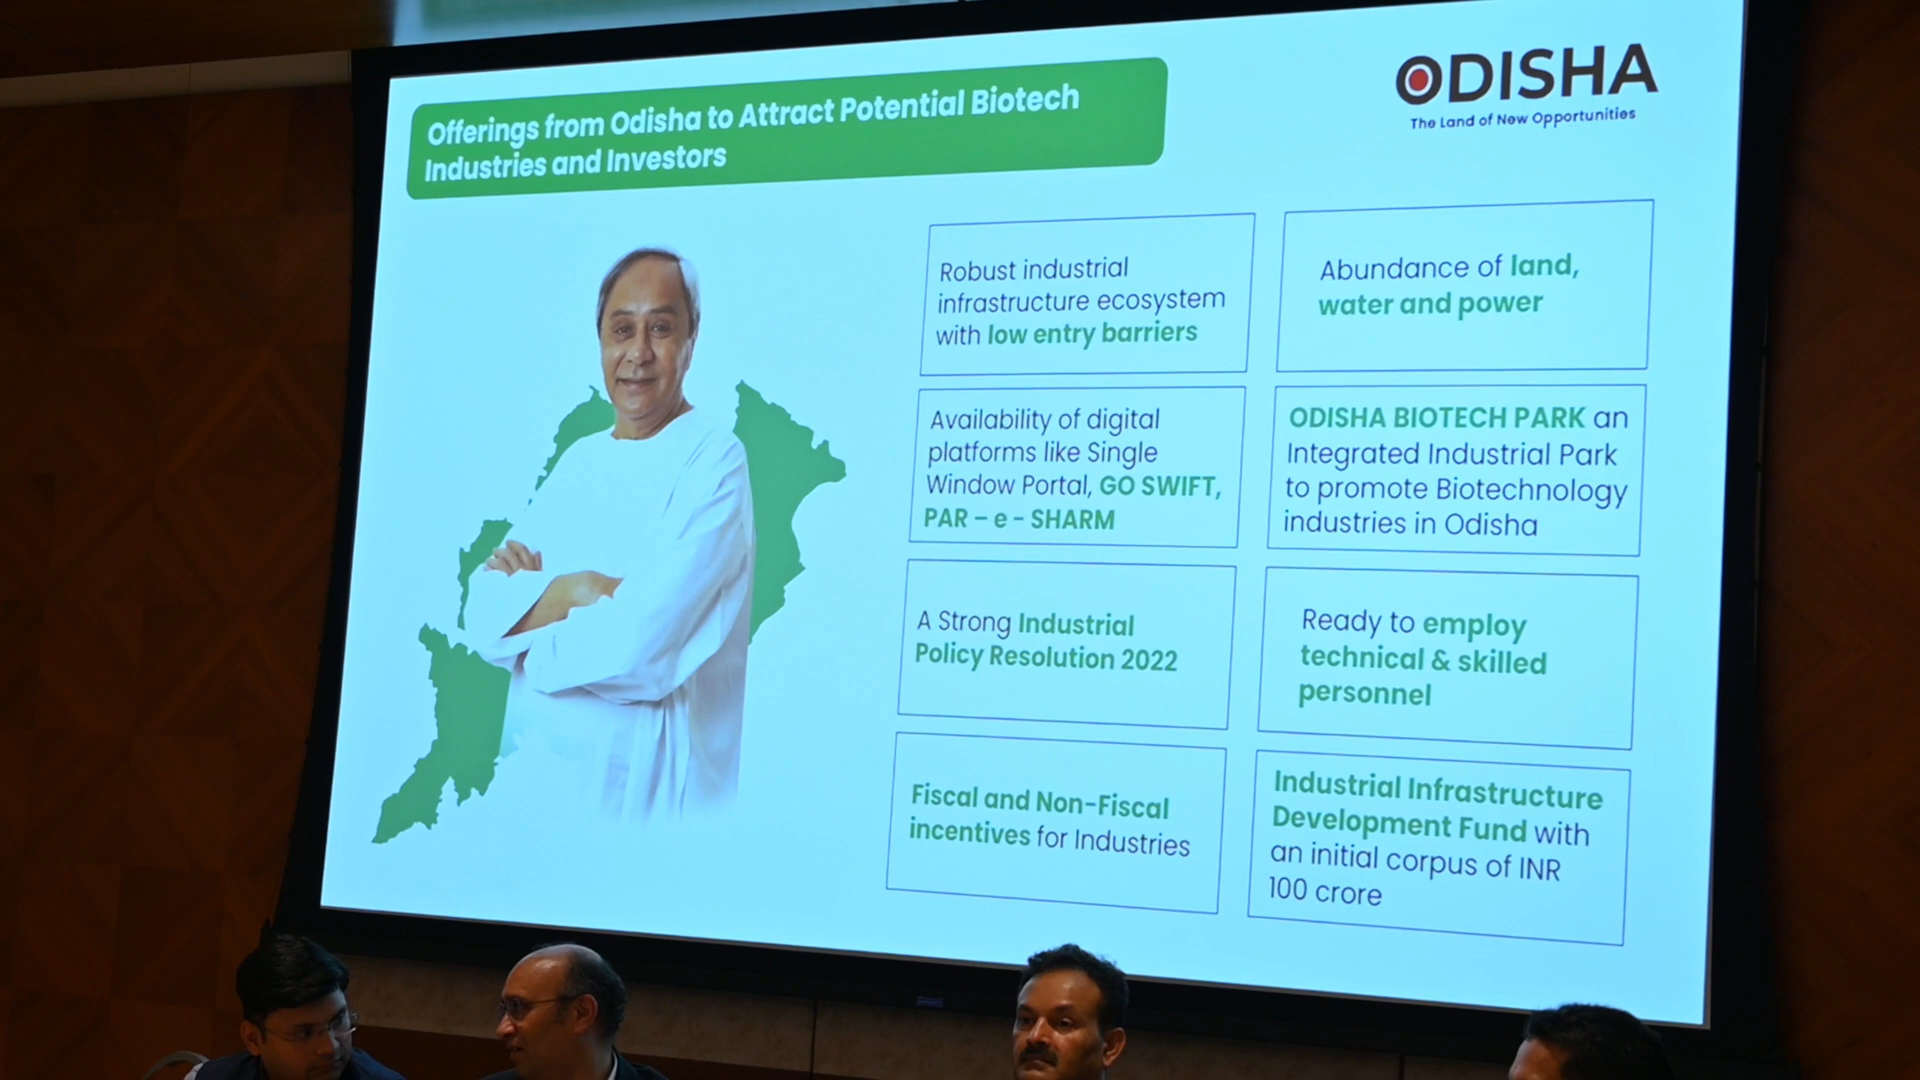 Offerings from Odisha to Attract Potential Biotech
Industries and Investors
ODISHA
The Land of New Opportunities
Robust industrial
infrastructure ecosystem
with low entry barriers
Abundance of land,
water and power
Availability of digital
platforms like Single
Window Portal, GO SWIFT,
PAR – e - SHARM
ODISHA BIOTECH PARK an
Integrated Industrial Park
to promote Biotechnology
industries in Odisha
A Strong Industrial
Policy Resolution 2022
Ready to employ
technical & skilled
personnel
Fiscal and Non-Fiscal
incentives for Industries
Industrial Infrastructure
Development Fund with
an initial corpus of INR
100 crore